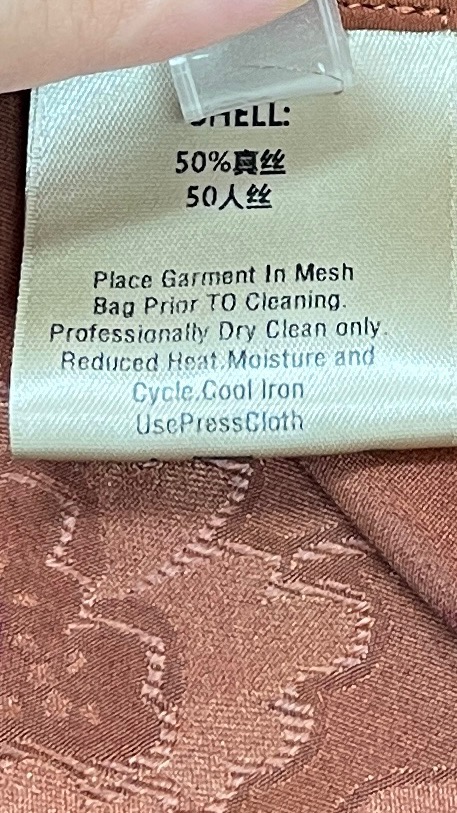 SHELL:
50%真丝
50人丝
Place Garment In Mesh
Bag Prior TO Cleaning.
Professionally Dry Clean only.
Reduced Heat.Moisture and
Cycle.Cool Iron
UsePressCloth